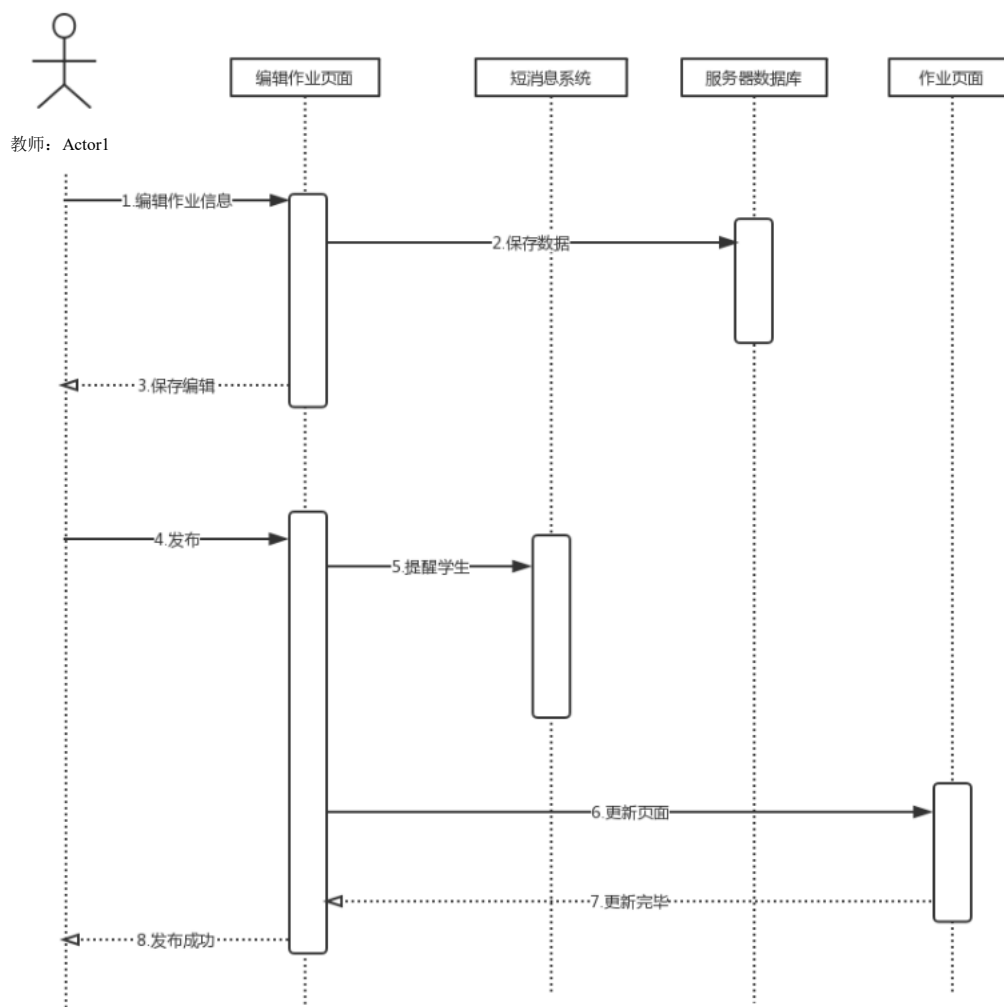 编辑作业页面
短消息系统
服务器数据库
作业页面
教师：Actor1
1.编辑作业信息
2.保存数据
3.保存编辑
4.发布
5.提醒学生
6.更新页面
7.更新完毕
8.发布成功